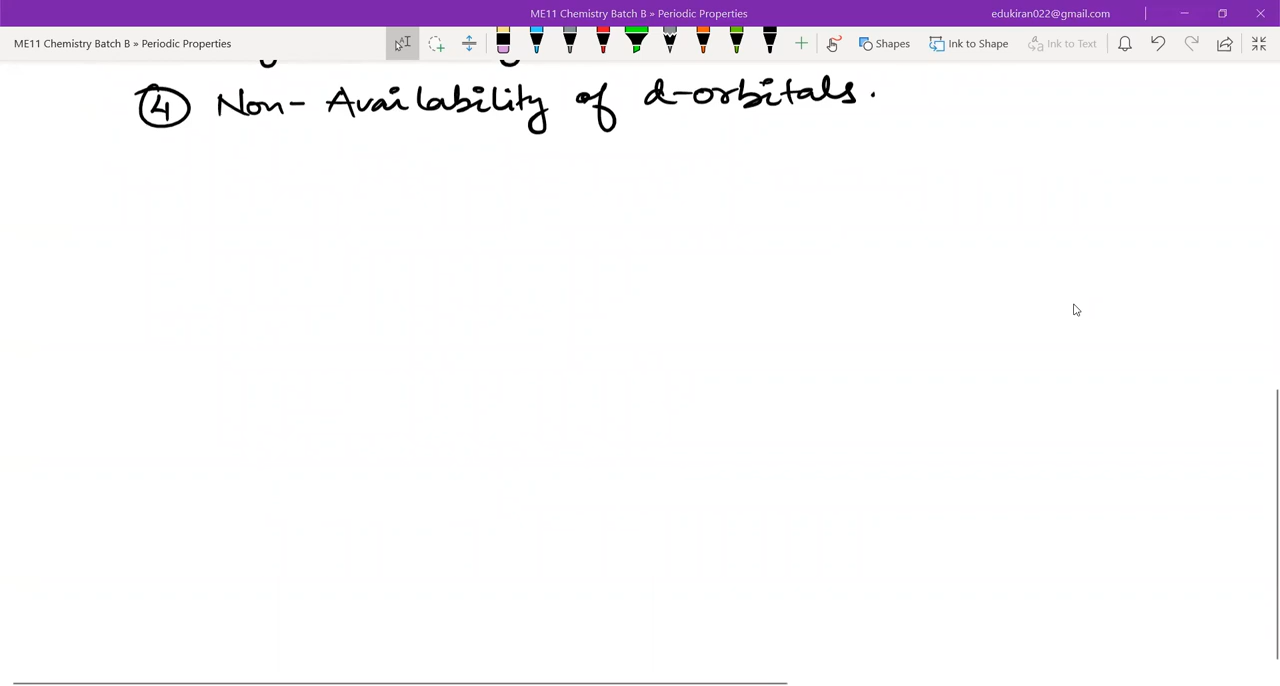 ME11 Chemistry Batch B » Periodic Properties
edukiran022@gmail.com
ME11 Chemistry Batch B » Periodic Properties
Shapes
Ink to Shape
Ink to Text
④ Non-Availability of d-orbitals.